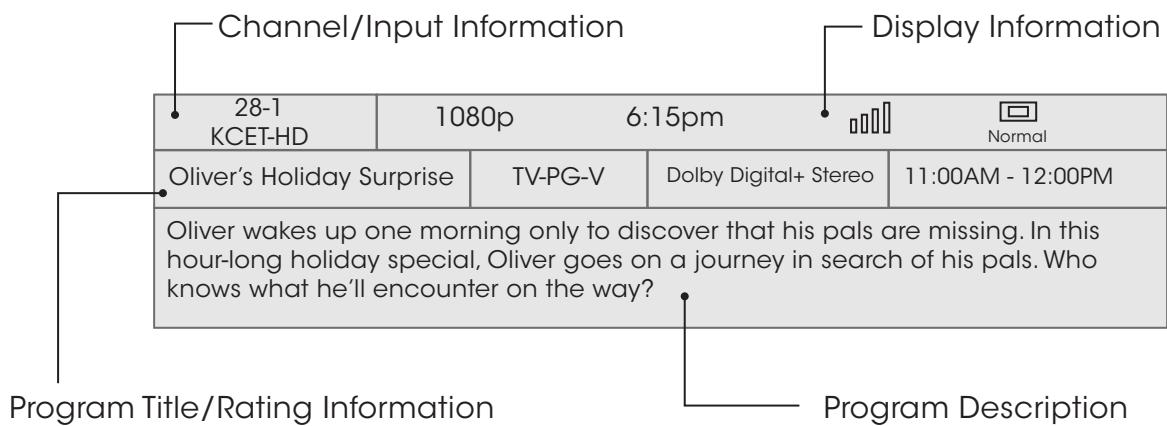 Channel/Input Information
Display Information
28-1
KCET-HD
1080p
6:15pm
Normal
Oliver’s Holiday Surprise
TV-PG-V
Dolby Digital+ Stereo
11:00AM - 12:00PM
Oliver wakes up one morning only to discover that his pals are missing. In this
hour-long holiday special, Oliver goes on a journey in search of his pals. Who
knows what he’ll encounter on the way?
Program Title/Rating Information
Program Description